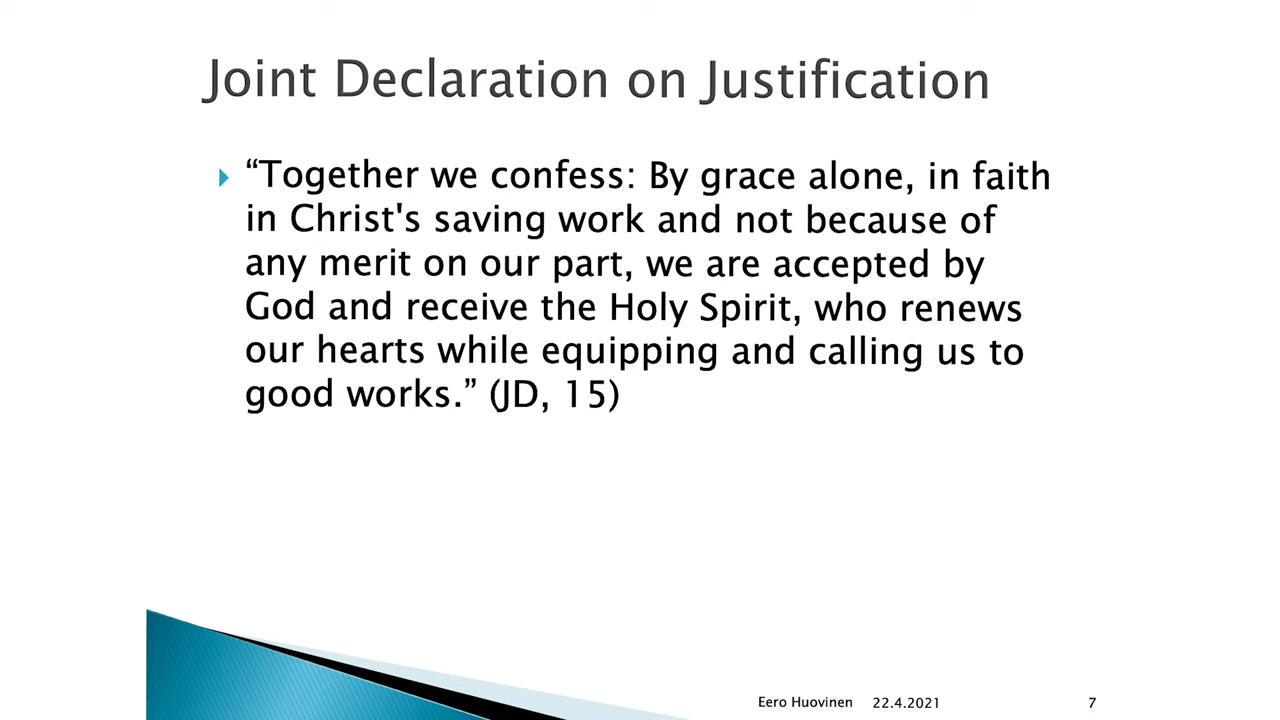 Joint Declaration on Justification
“Together we confess: By grace alone, in faith
in Christ's saving work and not because of
any merit on our part, we are accepted by
God and receive the Holy Spirit, who renews
our hearts while equipping and calling us to
good works.” (JD, 15)
Eero Huovinen 22.4.2021 7